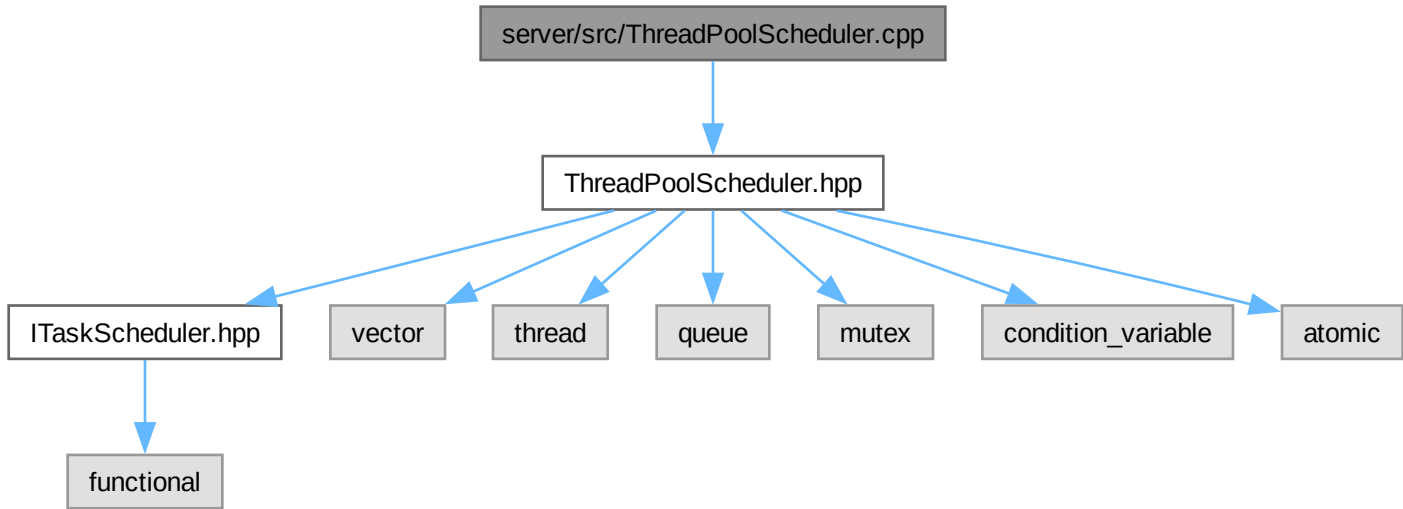 server/src/ThreadPoolScheduler.cpp
ThreadPoolScheduler.hpp
ITaskScheduler.hpp
vector
thread
queue
mutex
condition_variable
atomic
functional